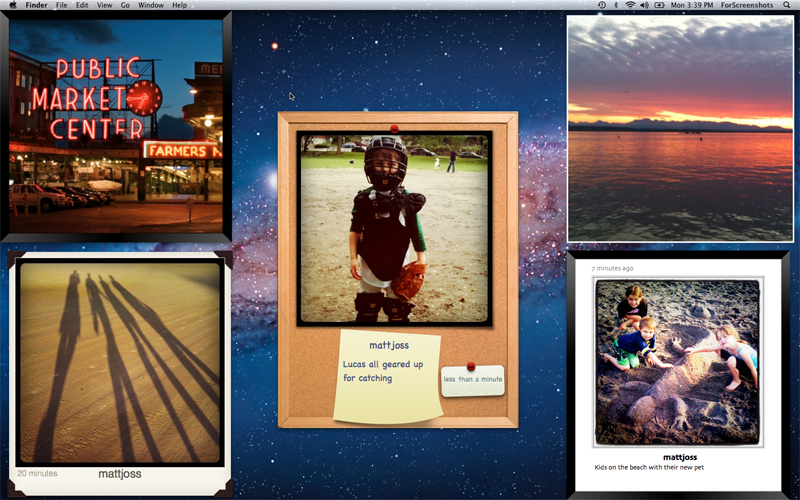 Finder File Edit View Go Window Help
Mon 3:39 PM ForScreenshots
PUBLIC
MARKET
CENTER
FARMERS
mattjoss
Lucas all geared up
for catching
less than a minute
20 minutes
mattjoss
7 minutes ago
mattjoss
Kids on the beach with their new pet